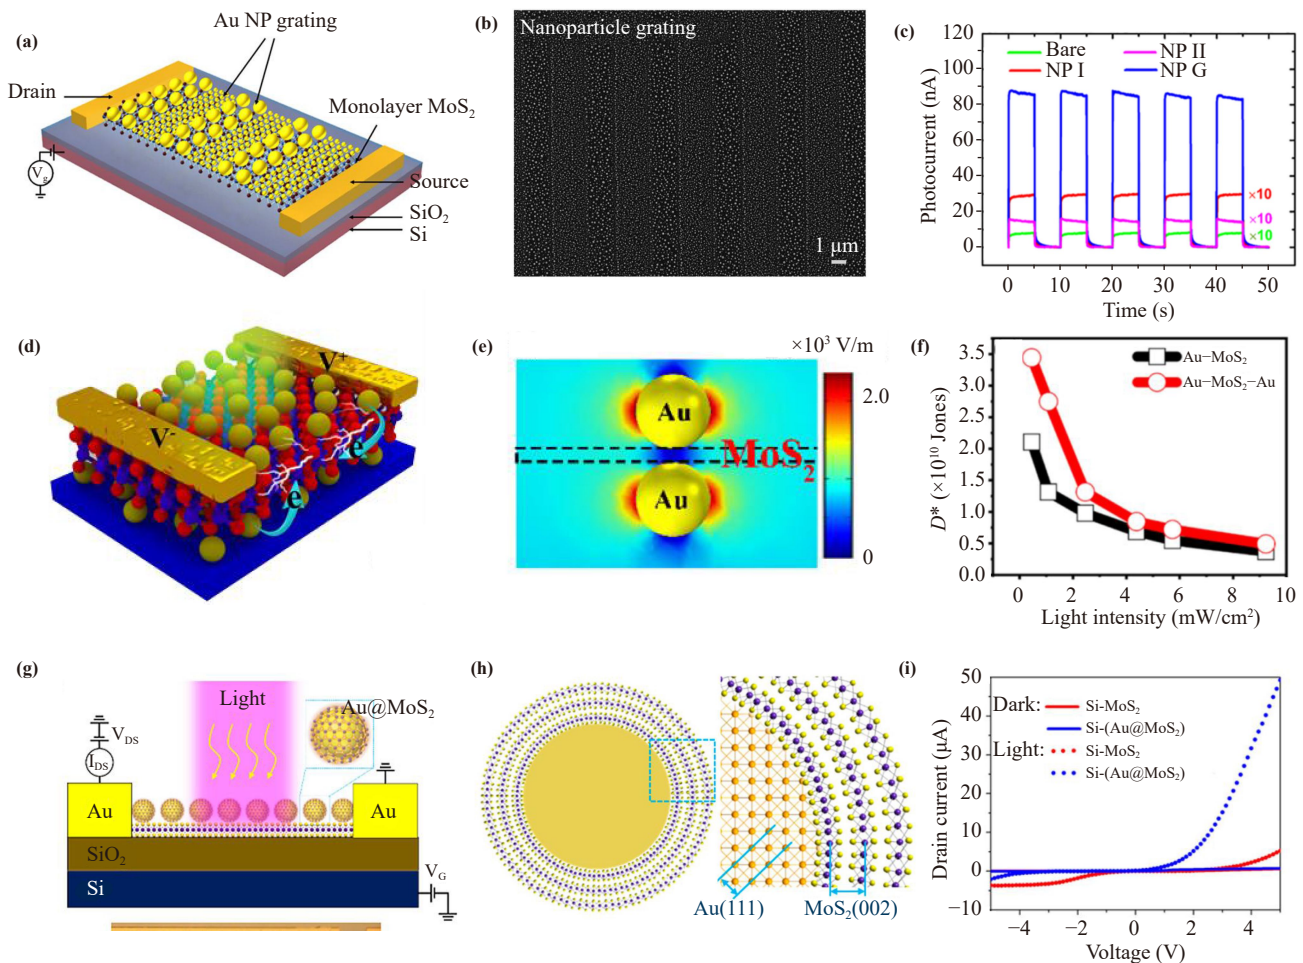 (a)
Au NP grating
Drain
Monolayer MoS₂
Source
SiO₂
Si
Vg
(b)
Nanoparticle grating
1 μm
(c)
Bare
NP I
NP II
NP G
Photocurrent (nA)
120
100
80
60
40
20
0
×10
×10
×10
0 10 20 30 40 50
Time (s)
(d)
V⁺
V⁻
e
e
(e)
×10³ V/m
2.0
0
Au
MoS₂
Au
(f)
Au−MoS₂
Au−MoS₂−Au
D* (×10¹⁰ Jones)
3.5
3.0
2.5
2.0
1.5
1.0
0.5
0.0
0 2 4 6 8 10
Light intensity (mW/cm²)
(g)
Light
Au@MoS₂
V_DS
I_DS
Au
Au
SiO₂
Si
V_G
(h)
Au(111)
MoS₂(002)
(i)
Dark:
Si-MoS₂
Si-(Au@MoS₂)
Light:
Si-MoS₂
Si-(Au@MoS₂)
Drain current (μA)
50
40
30
20
10
0
−10
−4 −2 0 2 4
Voltage (V)